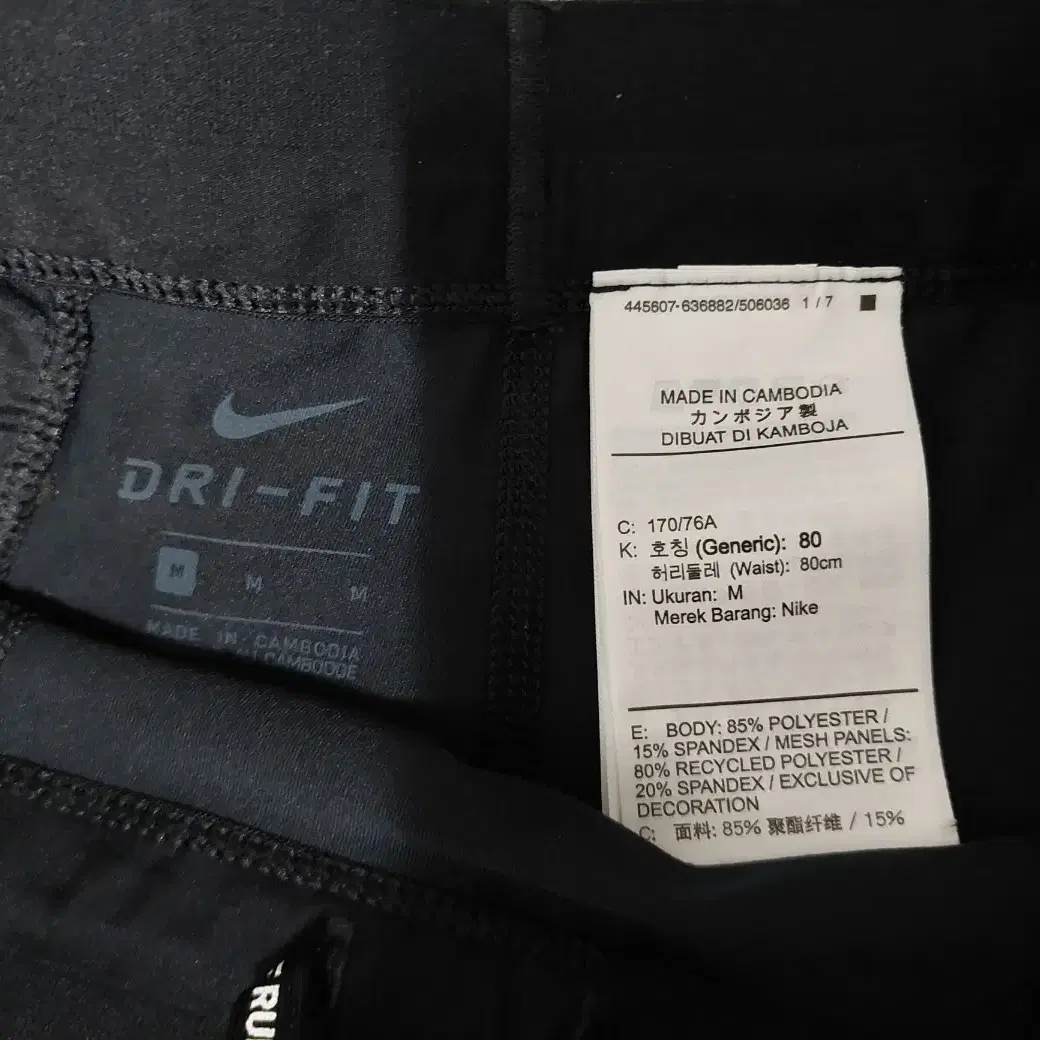 DRI-FIT
M M M
MADE IN CAMBODIA
CAMBODGE
445607-636882/506036 1 / 7
MADE IN CAMBODIA
カンボジア製
DIBUAT DI KAMBOJA
C: 170/76A
K: 호칭 (Generic): 80
허리둘레 (Waist): 80cm
IN: Ukuran: M
Merek Barang: Nike
E: BODY: 85% POLYESTER /
15% SPANDEX / MESH PANELS:
80% RECYCLED POLYESTER /
20% SPANDEX / EXCLUSIVE OF
DECORATION
C: 面料: 85% 聚酯纤维 / 15%
RU